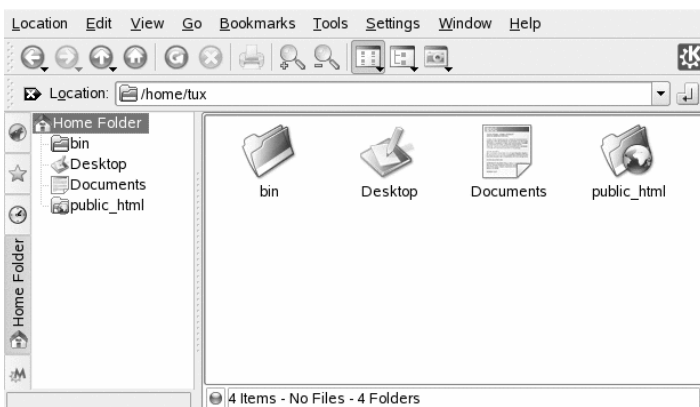 Location Edit View Go Bookmarks Tools Settings Window Help
Location: /home/tux
Home Folder
bin
Desktop
Documents
public_html
Home Folder
bin Desktop Documents public_html
4 Items - No Files - 4 Folders